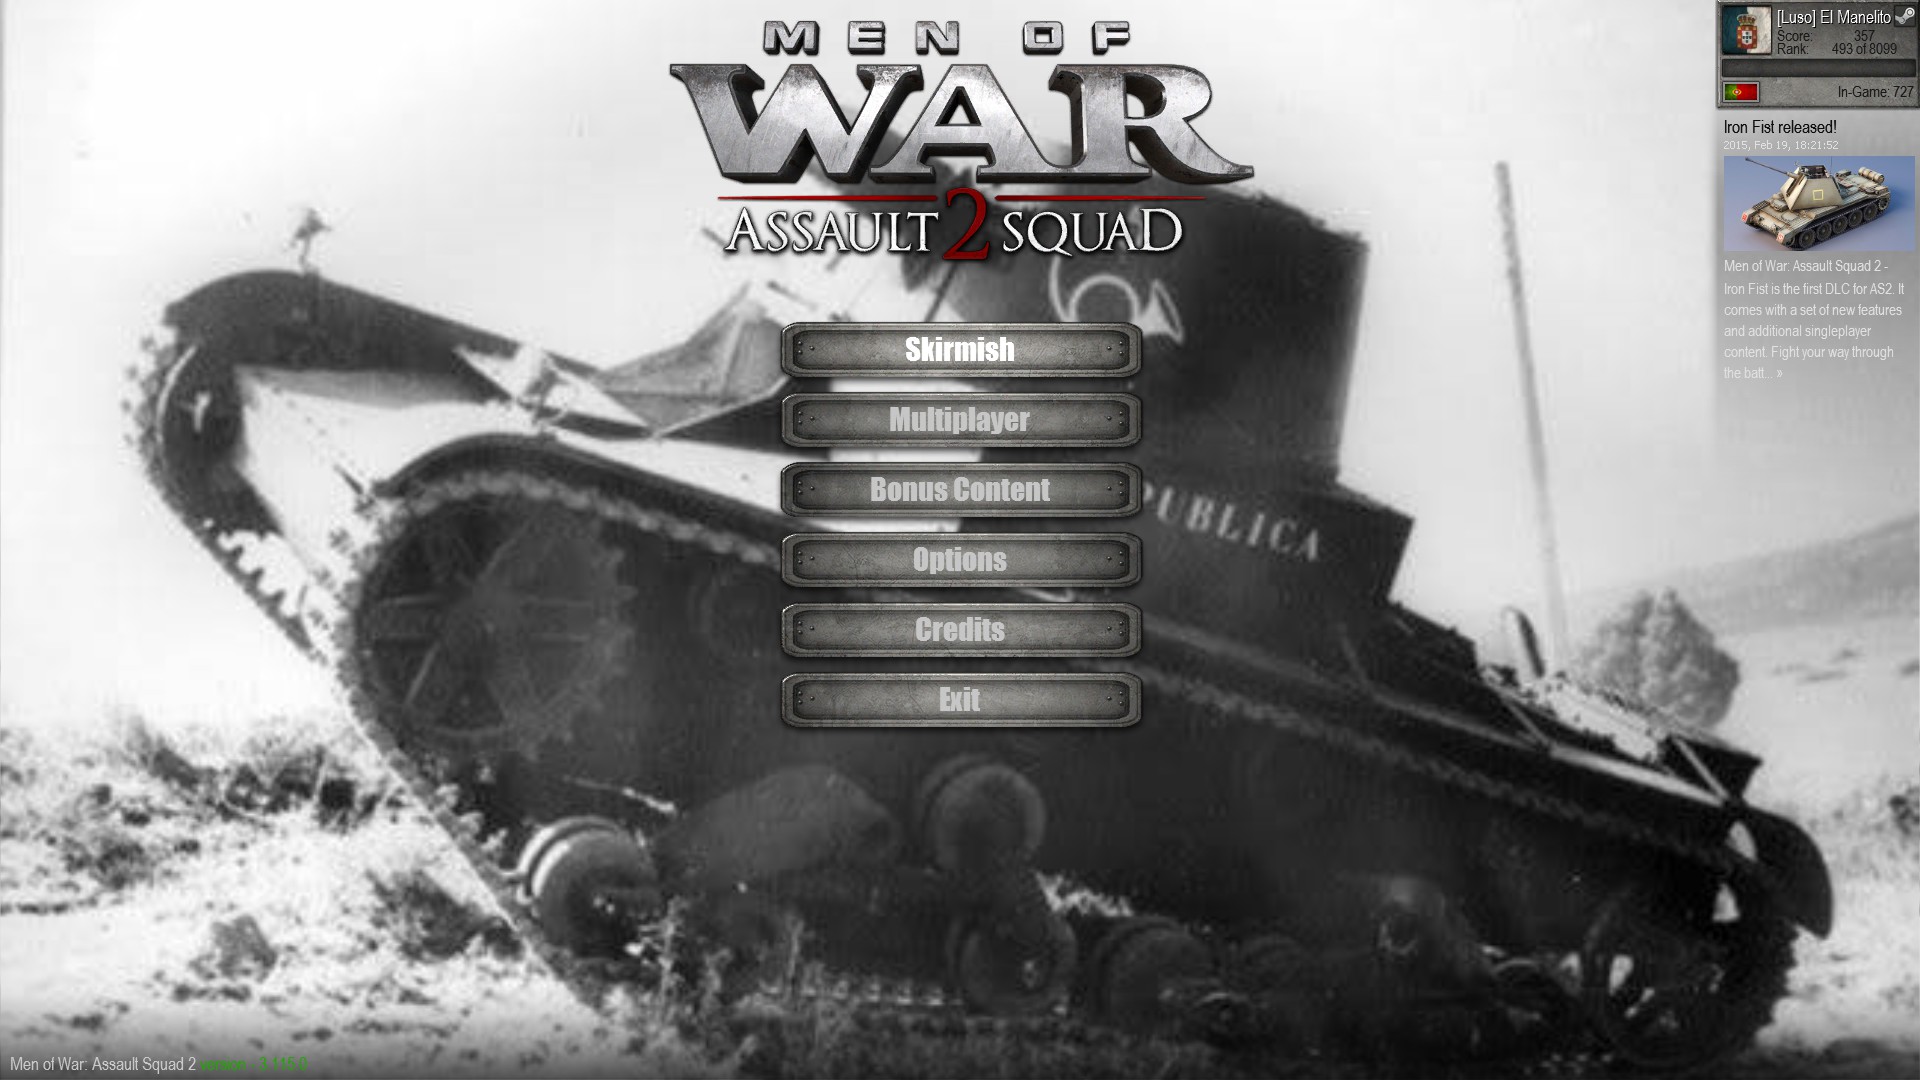 MEN OF
WAR
ASSAULT 2 SQUAD
Skirmish
Multiplayer
Bonus Content
Options
Credits
Exit
[Luso] El Manelito
Score: 357
Rank: 493 of 8099
In-Game: 727
Iron Fist released!
2015, Feb 19, 18:21:52
Men of War: Assault Squad 2 -
Iron Fist is the first DLC for AS2. It
comes with a set of new features
and additional singleplayer
content. Fight your way through
the batt... »
PUBLICA
Men of War: Assault Squad 2